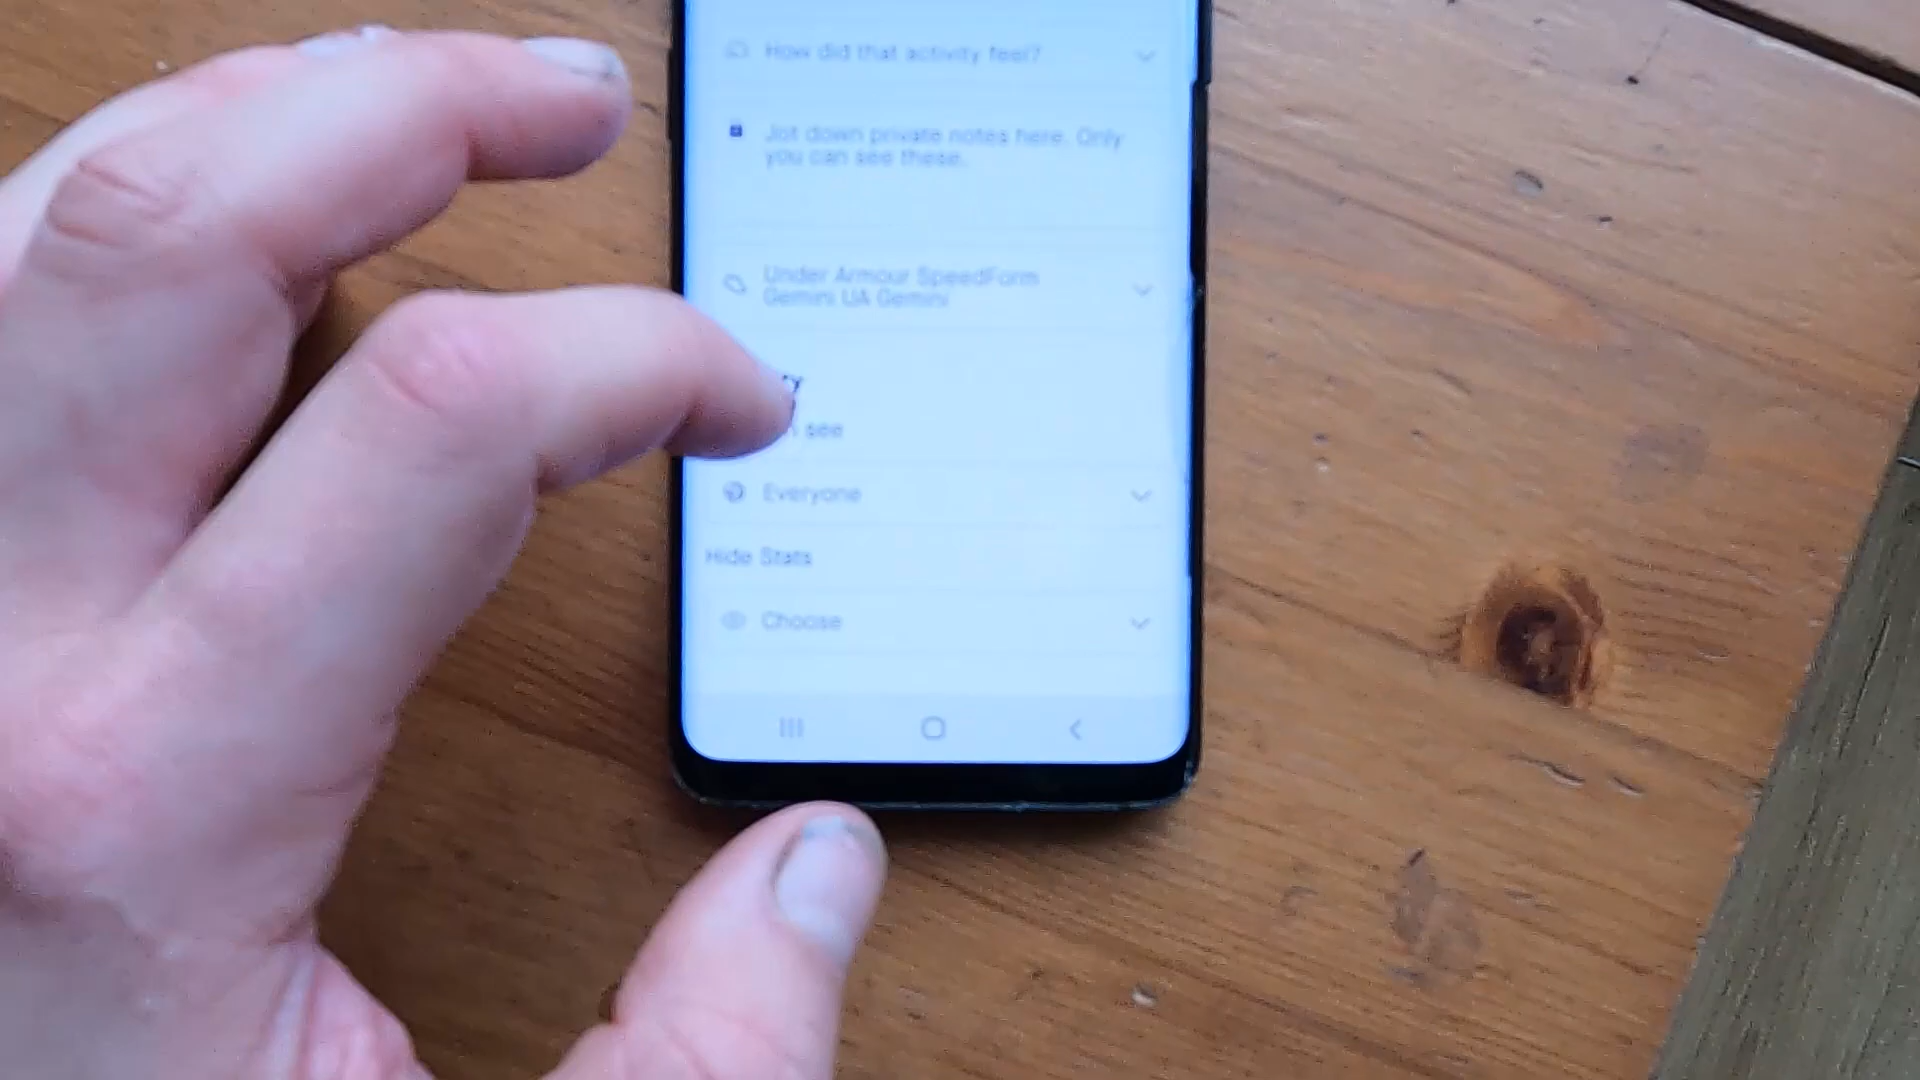 How did that activity feel?
Jot down private notes here. Only
you can see these.
Under Armour SpeedForm
Gemini UA Gemini
see
Everyone
Hide Stats
Choose